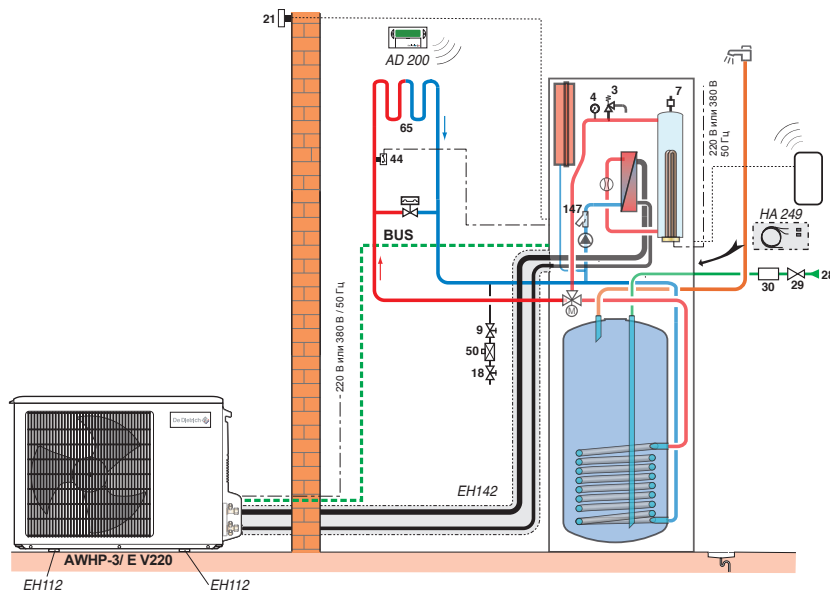 21
AD 200
4
3
7
220 В или 380 В
50 Гц
65
44
147
HA 249
BUS
30
29
28
M
9
50
18
220 В или 380 В / 50 Гц
De Dietrich
EH142
AWHP-3/ E V220
EH112
EH112